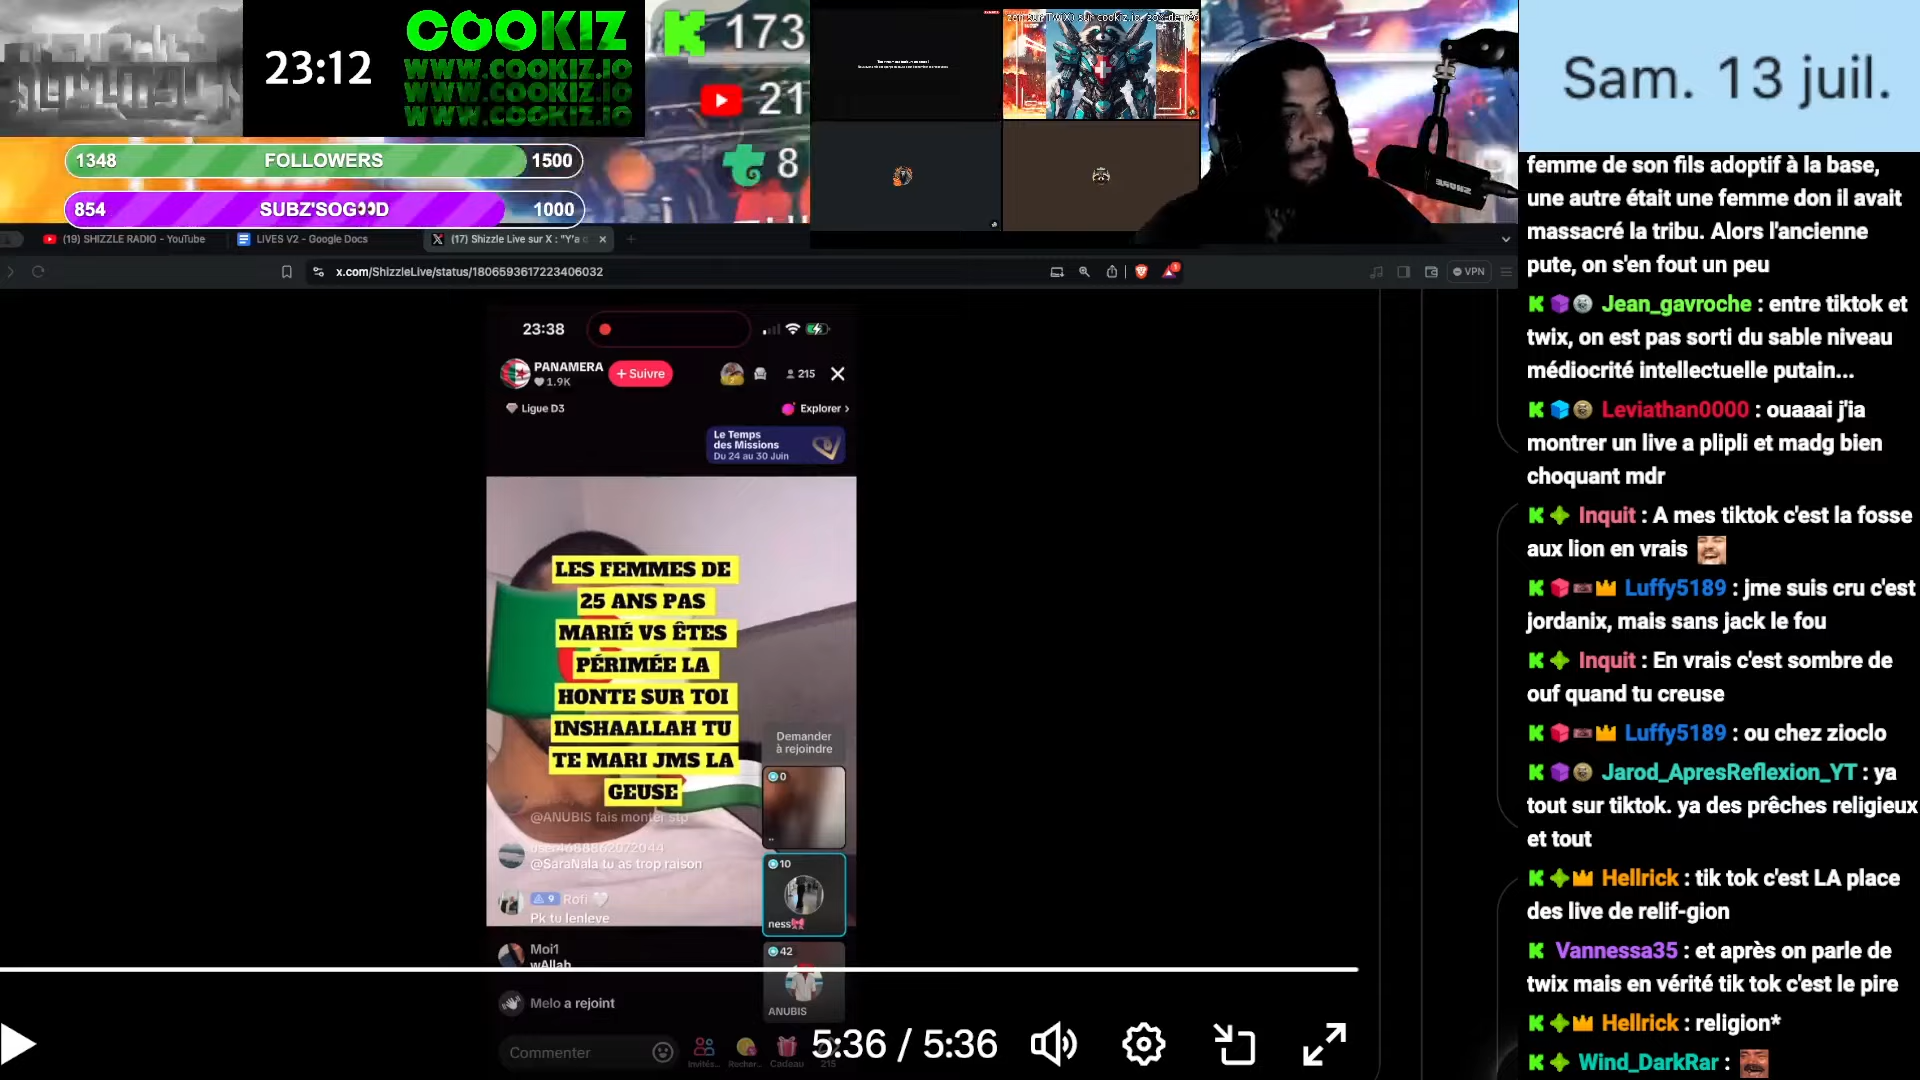 23:12
COOKIZ
WWW.COOKIZ.IO
WWW.COOKIZ.IO
WWW.COOKIZ.IO
173
21
8
1348 FOLLOWERS 1500
854 SUBZ'SOG👀D 1000
Sam. 13 juil.
(19) SHIZZLE RADIO - YouTube
LIVES V2 - Google Docs
(17) Shizzle Live sur X : "Y'a
x.com/ShizzleLive/status/1806593617223406032
VPN
23:38
PANAMERA
1.9K
+ Suivre
215
Ligue D3
Explorer >
Le Temps
des Missions
Du 24 au 30 Juin
LES FEMMES DE
25 ANS PAS
MARIÉ VS ÊTES
PÉRIMÉE LA
HONTE SUR TOI
INSHAALLAH TU
TE MARI JMS LA
GEUSE
@ANUBIS fais monter stp
@SaraNala tu as trop raison
9 Rofi 🤍
Pk tu lenleve
Moi1
wAllah
Melo a rejoint
Commenter
Demander
à rejoindre
0
10
ness🎀
42
ANUBIS
Invités...
Recher...
Cadeau
215
5:36 / 5:36
femme de son fils adoptif à la base,
une autre était une femme don il avait
massacré la tribu. Alors l'ancienne
pute, on s'en fout un peu
Jean_gavroche : entre tiktok et
twix, on est pas sorti du sable niveau
médiocrité intellectuelle putain...
Leviathan0000 : ouaaai j'ia
montrer un live a plipli et madg bien
choquant mdr
Inquit : A mes tiktok c'est la fosse
aux lion en vrais
Luffy5189 : jme suis cru c'est
jordanix, mais sans jack le fou
Inquit : En vrais c'est sombre de
ouf quand tu creuse
Luffy5189 : ou chez zioclo
Jarod_ApresReflexion_YT : ya
tout sur tiktok. ya des prêches religieux
et tout
Hellrick : tik tok c'est LA place
des live de relif-gion
Vannessa35 : et après on parle de
twix mais en vérité tik tok c'est le pire
Hellrick : religion*
Wind_DarkRar :